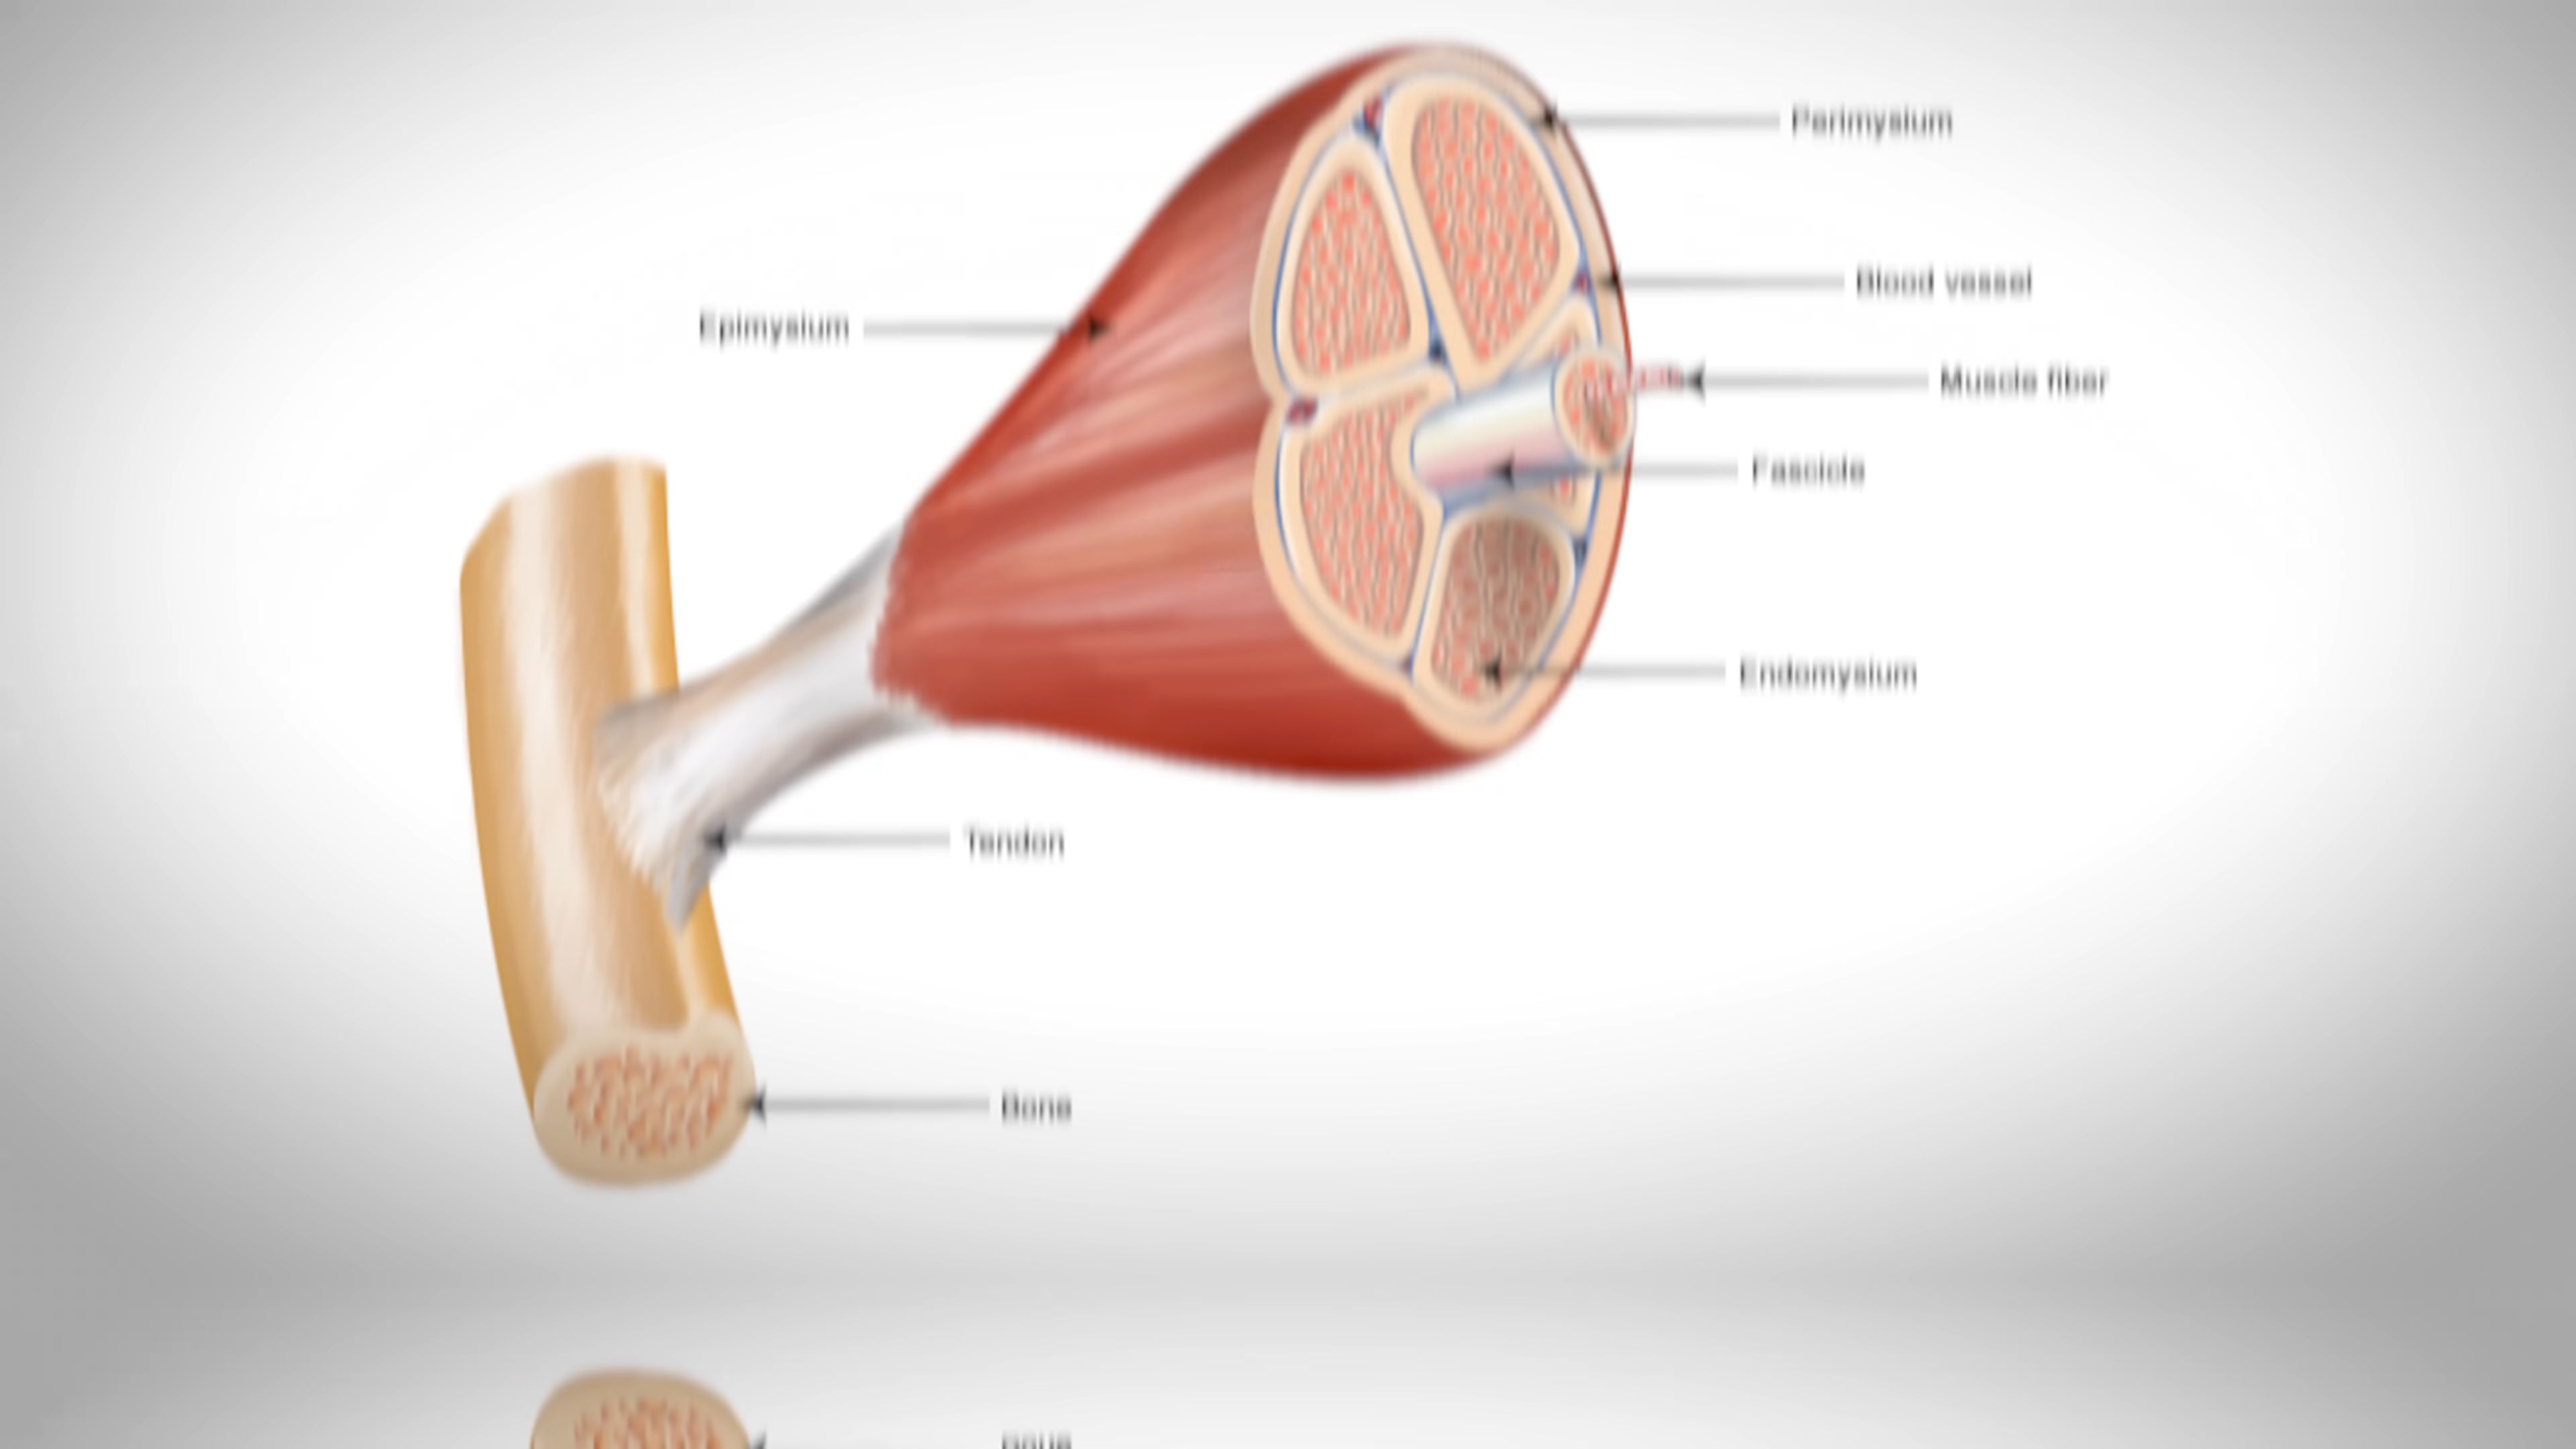 Perimysium
Blood vessel
Epimysium
Muscle fiber
Fascicle
Endomysium
Tendon
Bone